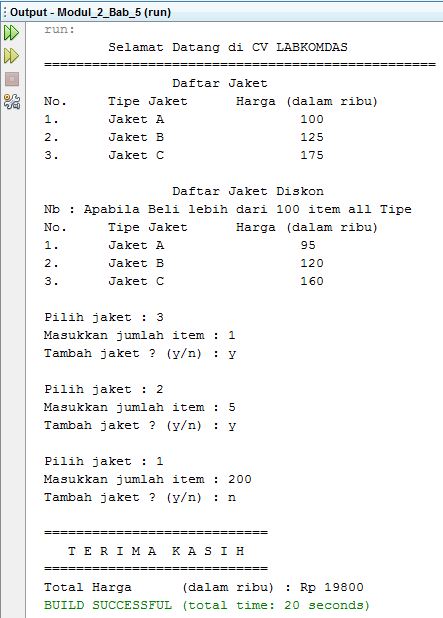 Output - Modul_2_Bab_5 (run)
run:
Selamat Datang di CV LABKOMDAS
=================================================
Daftar Jaket
No. Tipe Jaket Harga (dalam ribu)
1. Jaket A 100
2. Jaket B 125
3. Jaket C 175
Daftar Jaket Diskon
Nb : Apabila Beli lebih dari 100 item all Tipe
No. Tipe Jaket Harga (dalam ribu)
1. Jaket A 95
2. Jaket B 120
3. Jaket C 160
Pilih jaket : 3
Masukkan jumlah item : 1
Tambah jaket ? (y/n) : y
Pilih jaket : 2
Masukkan jumlah item : 5
Tambah jaket ? (y/n) : y
Pilih jaket : 1
Masukkan jumlah item : 200
Tambah jaket ? (y/n) : n
============================
T E R I M A K A S I H
============================
Total Harga (dalam ribu) : Rp 19800
BUILD SUCCESSFUL (total time: 20 seconds)